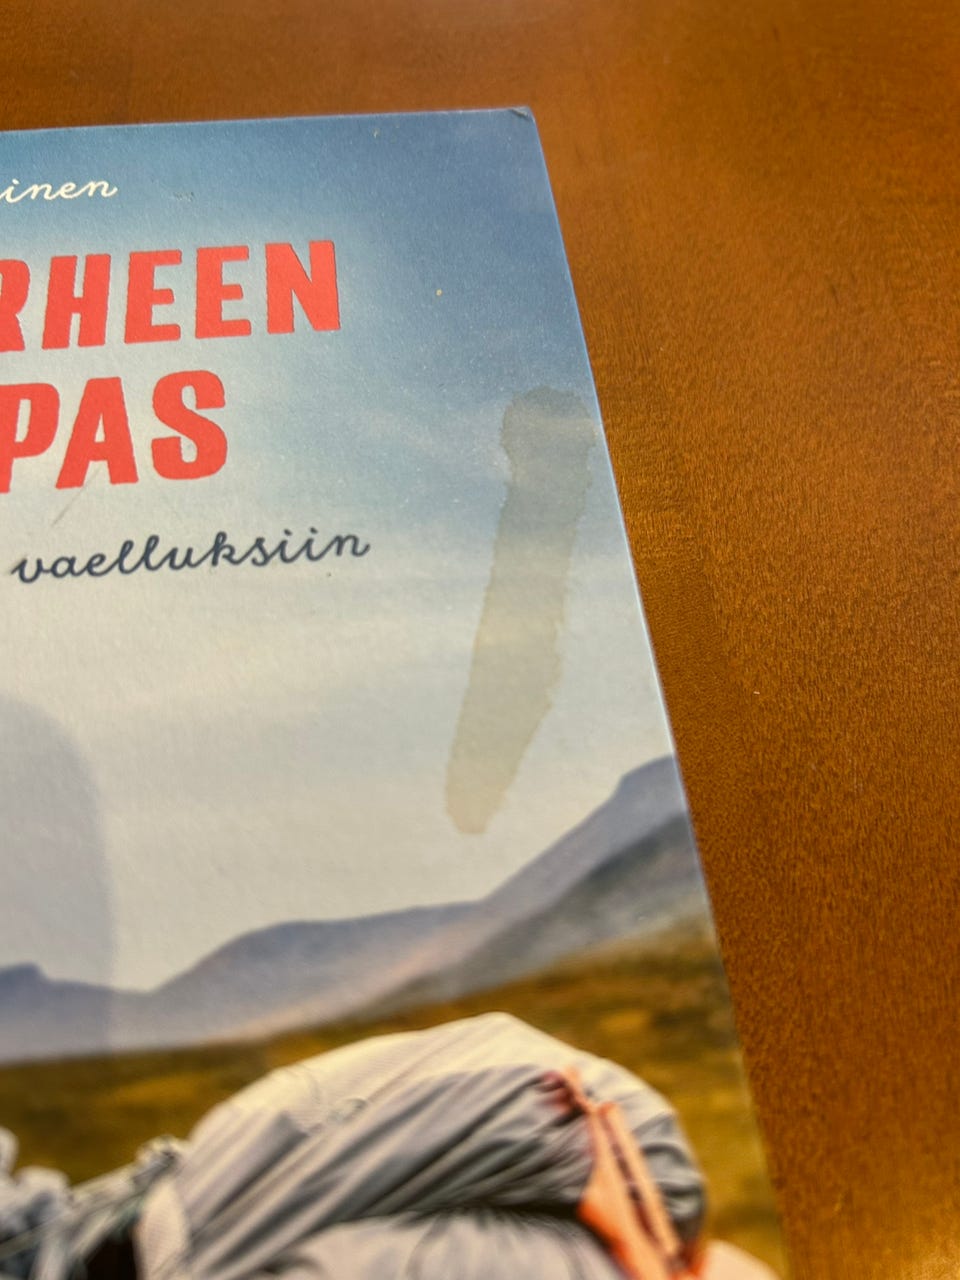 inen
RHEEN
PAS
vaelluksiin